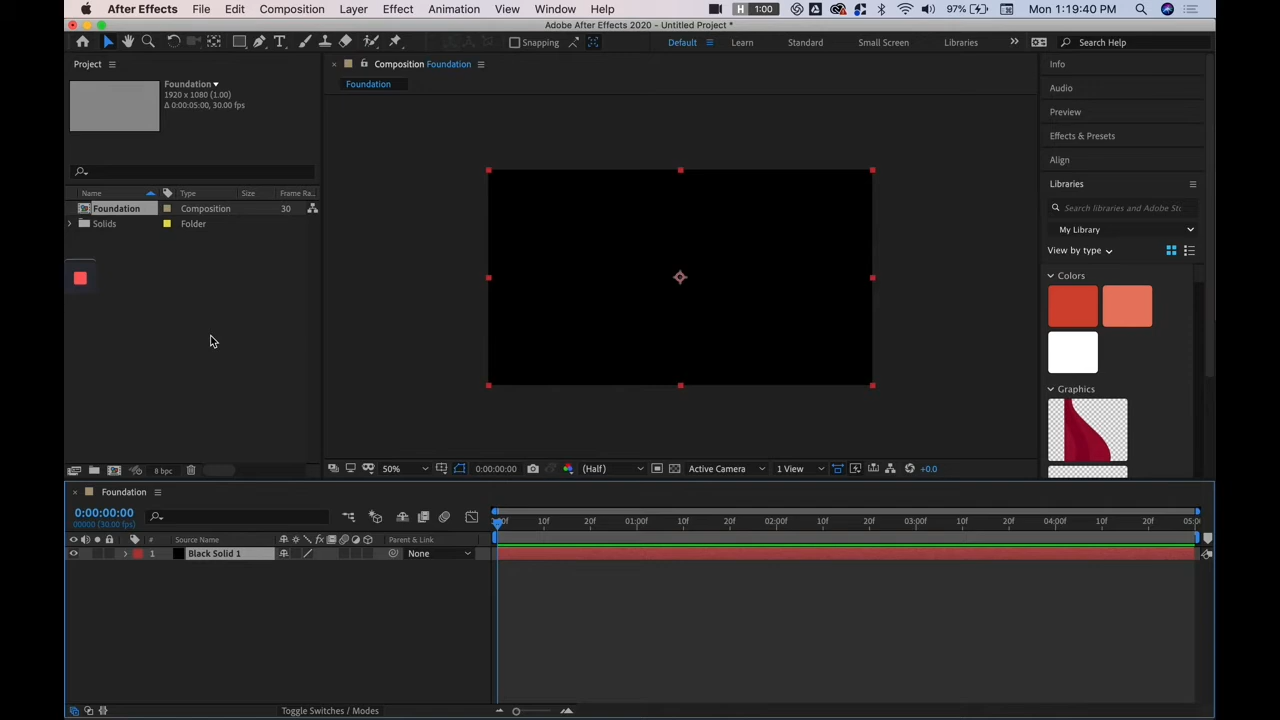 After Effects File Edit Composition Layer Effect Animation View Window Help H 1:00 97% Mon 1:19:40 PM
Adobe After Effects 2020 - Untitled Project *
Snapping Default Learn Standard Small Screen Libraries Search Help
Project
Foundation
1920 x 1080 (1.00)
Δ 0:00:05:00, 30.00 fps
Name Type Size Frame Ra...
Foundation Composition 30
Solids Folder
8 bpc
Composition Foundation
Foundation
50% 0:00:00:00 (Half) Active Camera 1 View +0.0
Info
Audio
Preview
Effects & Presets
Align
Libraries
Search libraries and Adobe Sto
My Library
View by type
Colors
Graphics
Foundation
0:00:00:00
00000 (30.00 fps)
10f 20f 01:00f 10f 20f 02:00f 10f 20f 03:00f 10f 20f 04:00f 10f 20f
# Source Name Parent & Link
1 Black Solid 1 None
Toggle Switches / Modes